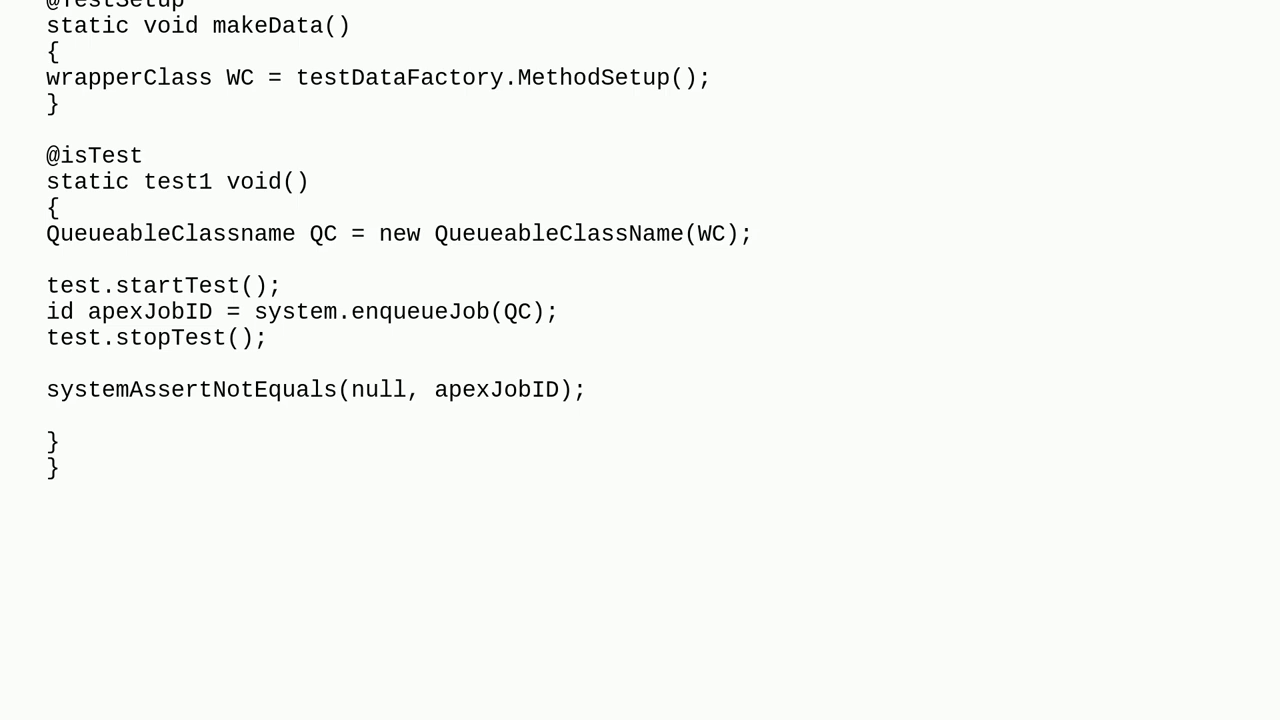 @TestSetup
static void makeData()
{
wrapperClass WC = testDataFactory.MethodSetup();
}
@isTest
static test1 void()
{
QueueableClassname QC = new QueueableClassName(WC);
test.startTest();
id apexJobID = system.enqueueJob(QC);
test.stopTest();
systemAssertNotEquals(null, apexJobID);
}
}